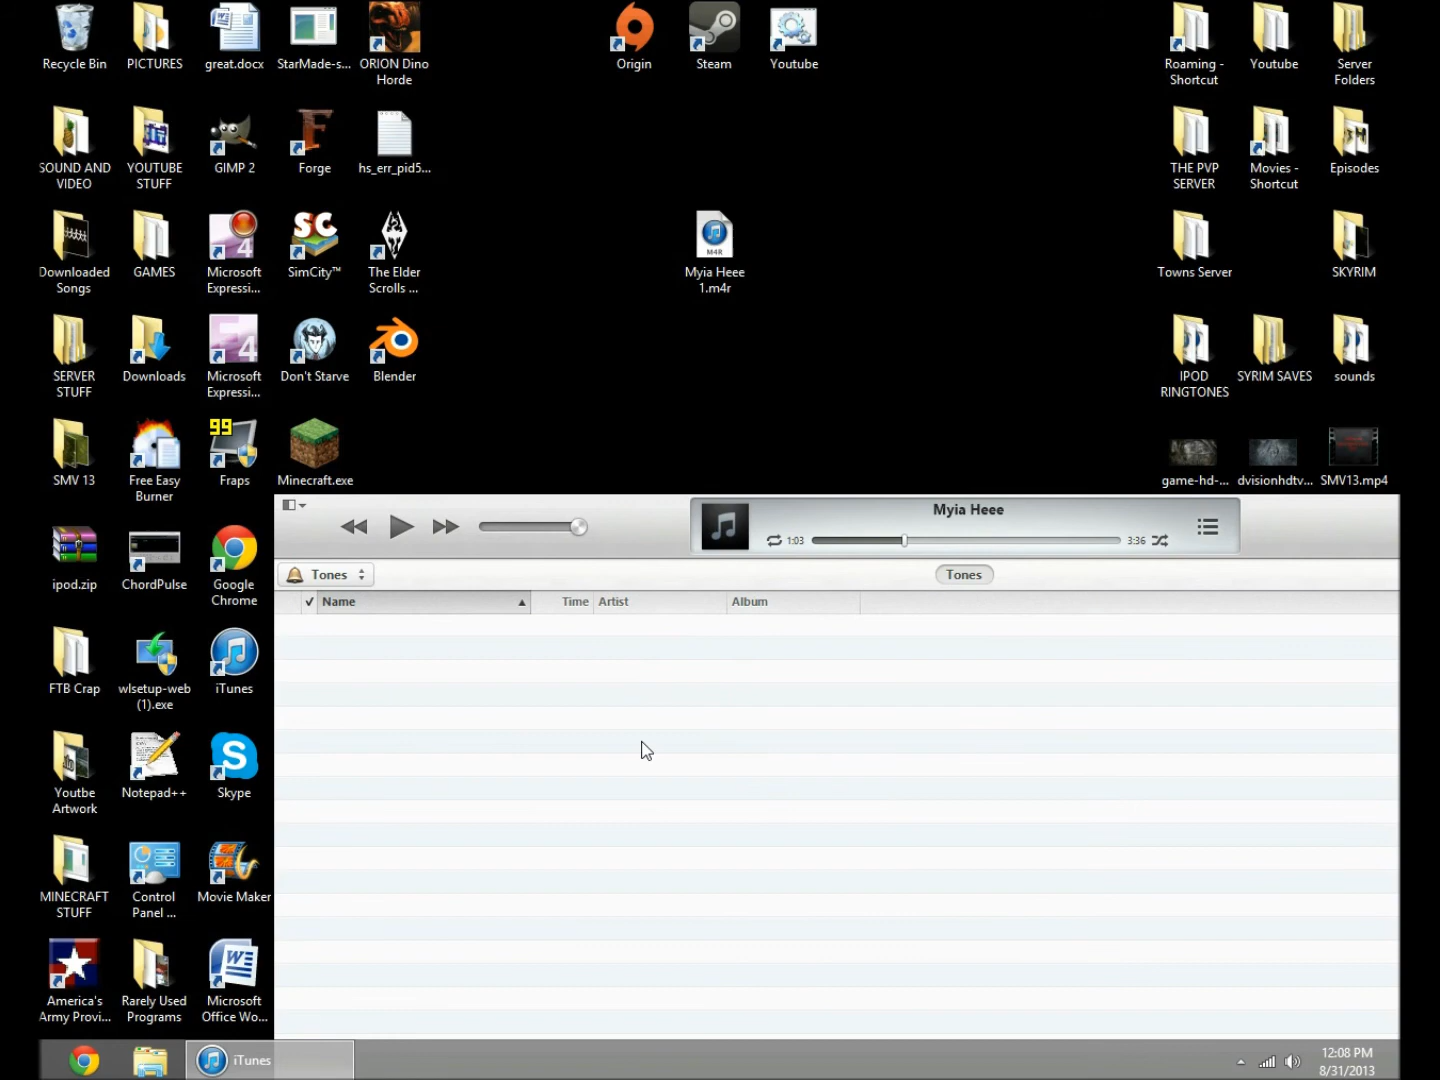 Recycle Bin
PICTURES
great.docx
StarMade-s...
ORION Dino
Horde
Origin
Steam
Youtube
Roaming -
Shortcut
Youtube
Server
Folders
SOUND AND
VIDEO
YOUTUBE
STUFF
GIMP 2
Forge
hs_err_pid5...
THE PVP
SERVER
Movies -
Shortcut
Episodes
Downloaded
Songs
GAMES
4
Microsoft
Expressi...
SC
SimCity™
The Elder
Scrolls ...
M4R
Myia Heee
1.m4r
Towns Server
SKYRIM
SERVER
STUFF
Downloads
4
Microsoft
Expressi...
Don't Starve
Blender
IPOD
RINGTONES
SYRIM SAVES
sounds
SMV 13
Free Easy
Burner
99
Fraps
Minecraft.exe
game-hd-...
dvisionhdtv...
SMV13.mp4
Myia Heee
1:03
3:36
ipod.zip
ChordPulse
Google
Chrome
Tones
Tones
✓ Name
Time
Artist
Album
FTB Crap
wlsetup-web
(1).exe
iTunes
Youtbe
Artwork
Notepad++
Skype
MINECRAFT
STUFF
Control
Panel ...
Movie Maker
America's
Army Provi...
Rarely Used
Programs
Microsoft
Office Wo...
iTunes
12:08 PM
8/31/2013